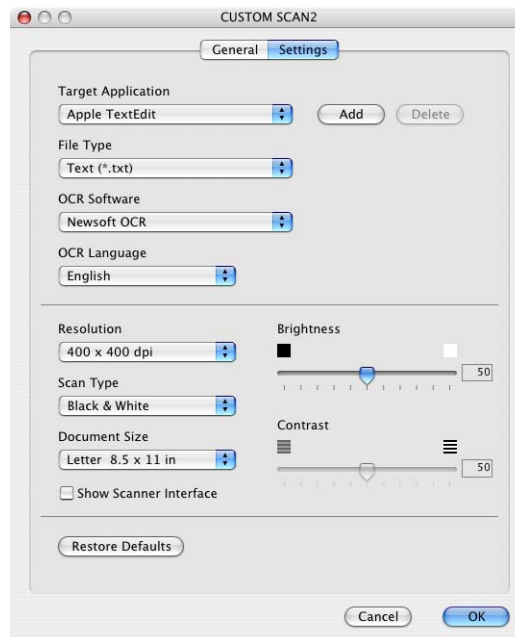 CUSTOM SCAN2
General Settings
Target Application
Apple TextEdit Add Delete
File Type
Text (*.txt)
OCR Software
Newsoft OCR
OCR Language
English
Resolution Brightness
400 x 400 dpi
50
Scan Type
Black & White
Contrast
Document Size
Letter 8.5 x 11 in
50
Show Scanner Interface
Restore Defaults
Cancel OK